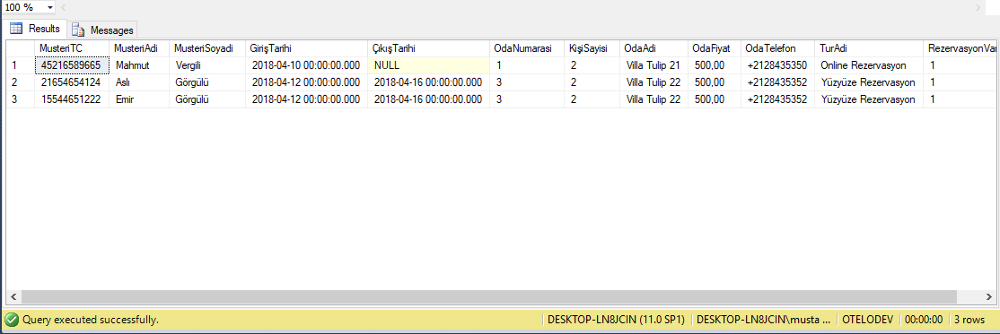 100 %
Results Messages
MusteriTC MusteriAdi MusteriSoyadi GirişTarihi ÇıkışTarihi OdaNumarasi KişiSayisi OdaAdi OdaFiyat OdaTelefon TurAdi RezervasyonVar
1 45216589665 Mahmut Vergili 2018-04-10 00:00:00.000 NULL 1 2 Villa Tulip 21 500,00 +2128435350 Online Rezervasyon 1
2 21654654124 Aslı Görgülü 2018-04-12 00:00:00.000 2018-04-16 00:00:00.000 3 2 Villa Tulip 22 500,00 +2128435352 Yüzyüze Rezervasyon 1
3 15544651222 Emir Görgülü 2018-04-12 00:00:00.000 2018-04-16 00:00:00.000 3 2 Villa Tulip 22 500,00 +2128435352 Yüzyüze Rezervasyon 1
Query executed successfully. DESKTOP-LN8JCIN (11.0 SP1) DESKTOP-LN8JCIN\musta ... OTELODEV 00:00:00 3 rows